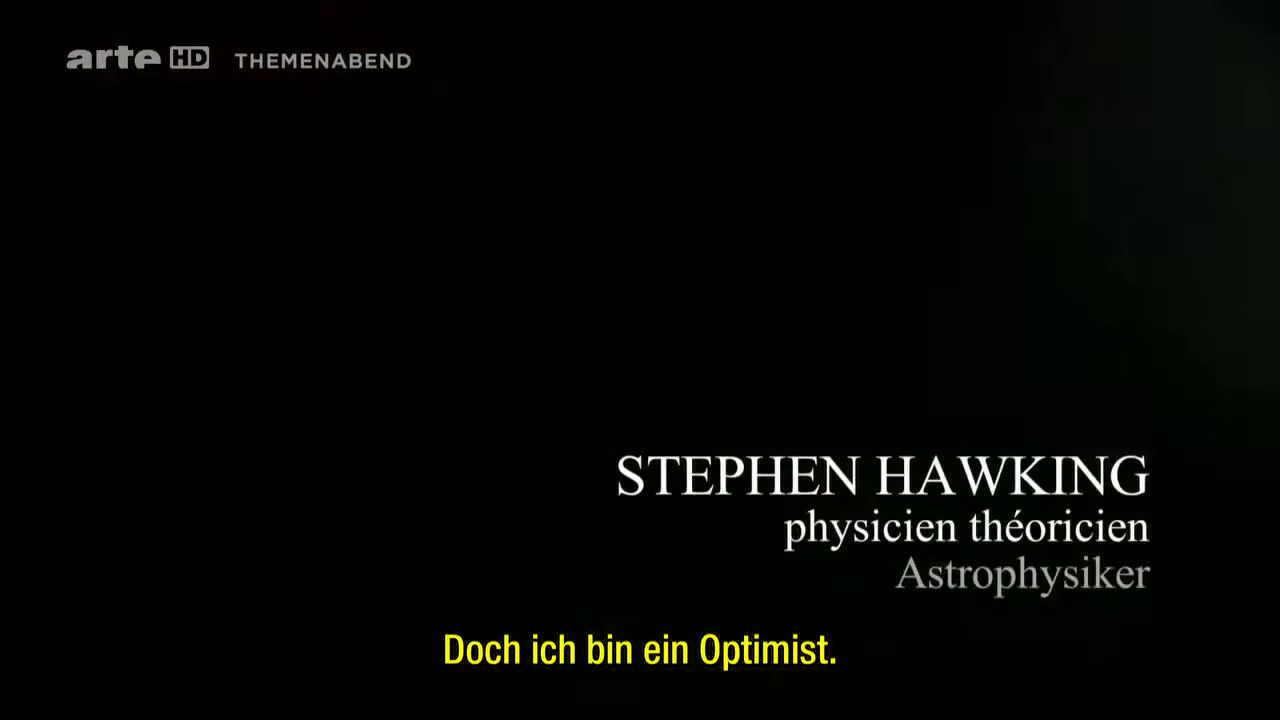 arte HD THEMENABEND
STEPHEN HAWKING
physicien théoricien
Astrophysiker
Doch ich bin ein Optimist.